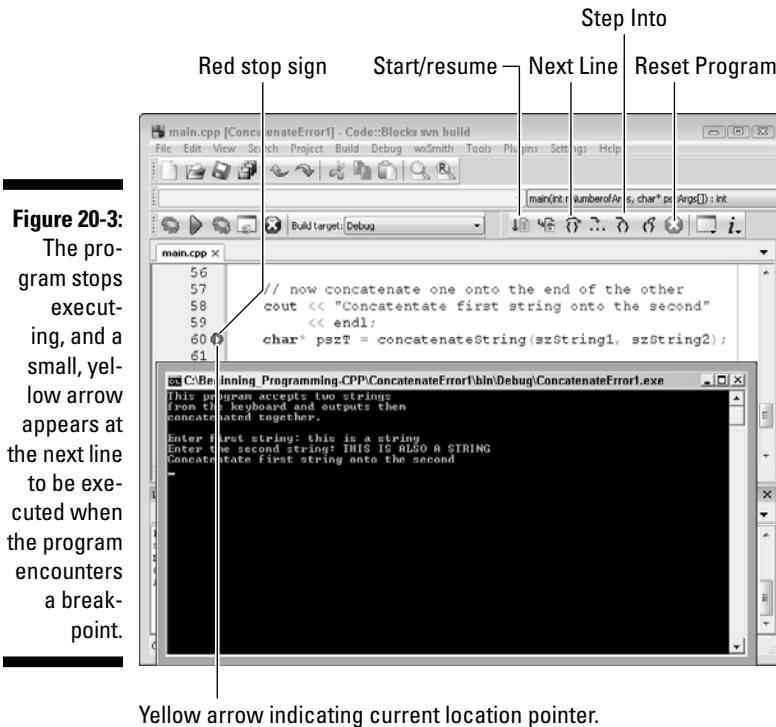 Step Into
Red stop sign
Start/resume
Next Line
Reset Program
main.cpp [ConcatenateError1] - Code::Blocks svn build
File Edit View Search Project Build Debug wxSmith Tools Plugins Settings Help
main(int nNumberofArgs, char* pszArgs[]) : int
Build target: Debug
main.cpp
56
57 // now concatenate one onto the end of the other
58 cout << "Concatentate first string onto the second"
59 << endl;
60 char* pszT = concatenateString(szString1, szString2);
61
C:\Beginning_Programming-CPP\ConcatenateError1\bin\Debug\ConcatenateError1.exe
This program accepts two strings
from the keyboard and outputs them
concatenated together.
Enter first string: this is a string
Enter the second string: THIS IS ALSO A STRING
Concatentate first string onto the second
Figure 20-3:
The pro-
gram stops
execut-
ing, and a
small, yel-
low arrow
appears at
the next line
to be exe-
cuted when
the program
encounters
a break-
point.
Yellow arrow indicating current location pointer.